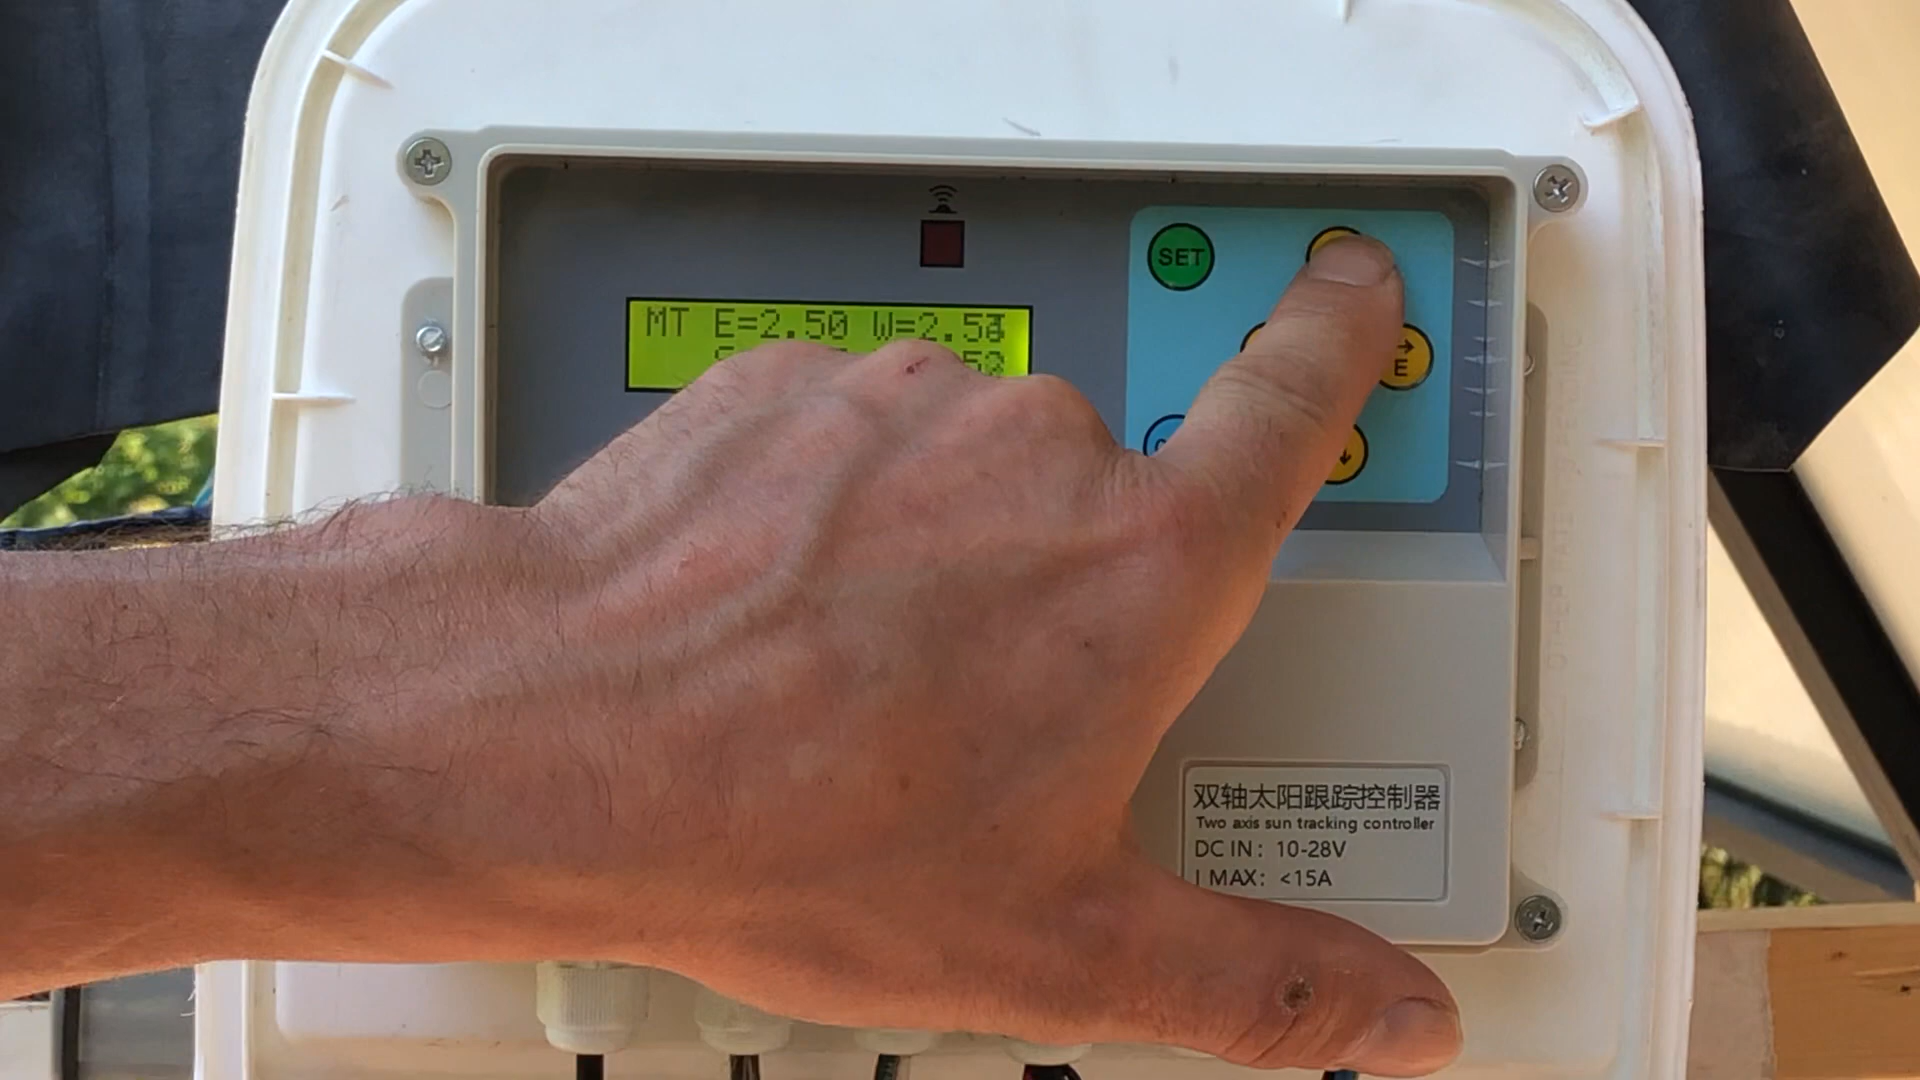 SET
MT E=2.50 W=2.5
→
E
↓
双轴太阳跟踪控制器
Two axis sun tracking controller
DC IN: 10-28V
I MAX: <15A